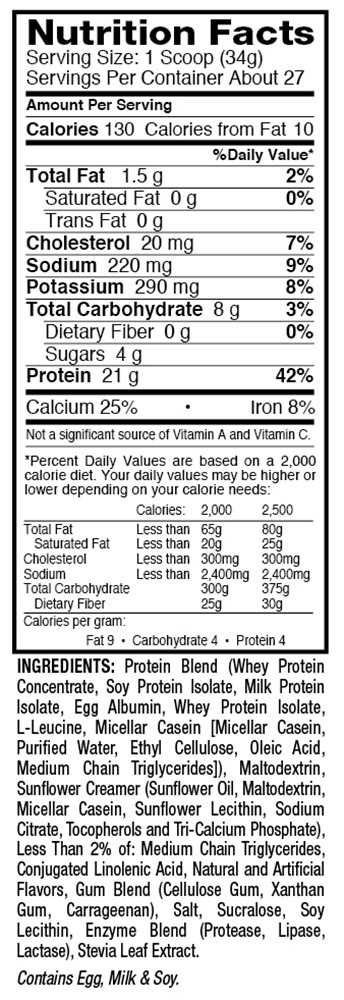 Nutrition Facts
Serving Size: 1 Scoop (34g)
Servings Per Container About 27
Amount Per Serving
Calories 130 Calories from Fat 10
%Daily Value*
Total Fat 1.5 g 2%
Saturated Fat 0 g 0%
Trans Fat 0 g
Cholesterol 20 mg 7%
Sodium 220 mg 9%
Potassium 290 mg 8%
Total Carbohydrate 8 g 3%
Dietary Fiber 0 g 0%
Sugars 4 g
Protein 21 g 42%
Calcium 25% • Iron 8%
Not a significant source of Vitamin A and Vitamin C.
*Percent Daily Values are based on a 2,000
calorie diet. Your daily values may be higher or
lower depending on your calorie needs:
Calories: 2,000 2,500
Total Fat Less than 65g 80g
Saturated Fat Less than 20g 25g
Cholesterol Less than 300mg 300mg
Sodium Less than 2,400mg 2,400mg
Total Carbohydrate 300g 375g
Dietary Fiber 25g 30g
Calories per gram:
Fat 9 • Carbohydrate 4 • Protein 4
INGREDIENTS: Protein Blend (Whey Protein
Concentrate, Soy Protein Isolate, Milk Protein
Isolate, Egg Albumin, Whey Protein Isolate,
L-Leucine, Micellar Casein [Micellar Casein,
Purified Water, Ethyl Cellulose, Oleic Acid,
Medium Chain Triglycerides]), Maltodextrin,
Sunflower Creamer (Sunflower Oil, Maltodextrin,
Micellar Casein, Sunflower Lecithin, Sodium
Citrate, Tocopherols and Tri-Calcium Phosphate),
Less Than 2% of: Medium Chain Triglycerides,
Conjugated Linolenic Acid, Natural and Artificial
Flavors, Gum Blend (Cellulose Gum, Xanthan
Gum, Carrageenan), Salt, Sucralose, Soy
Lecithin, Enzyme Blend (Protease, Lipase,
Lactase), Stevia Leaf Extract.
Contains Egg, Milk & Soy.